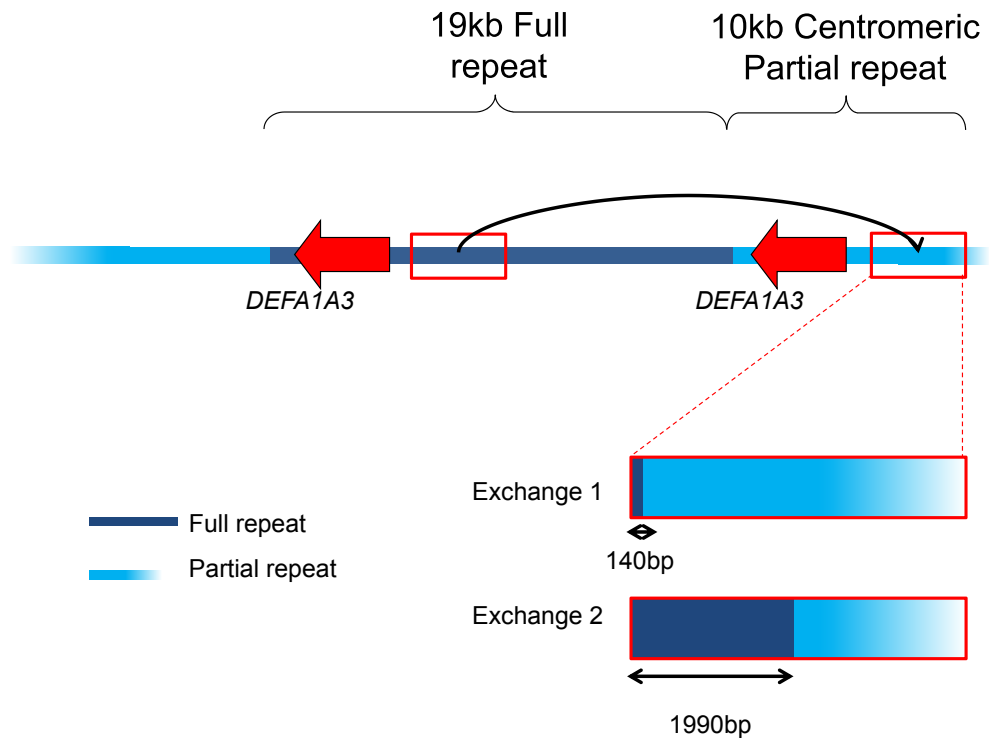 19kb Full
repeat
10kb Centromeric
Partial repeat
DEFA1A3
DEFA1A3
Exchange 1
140bp
Full repeat
Partial repeat
Exchange 2
1990bp